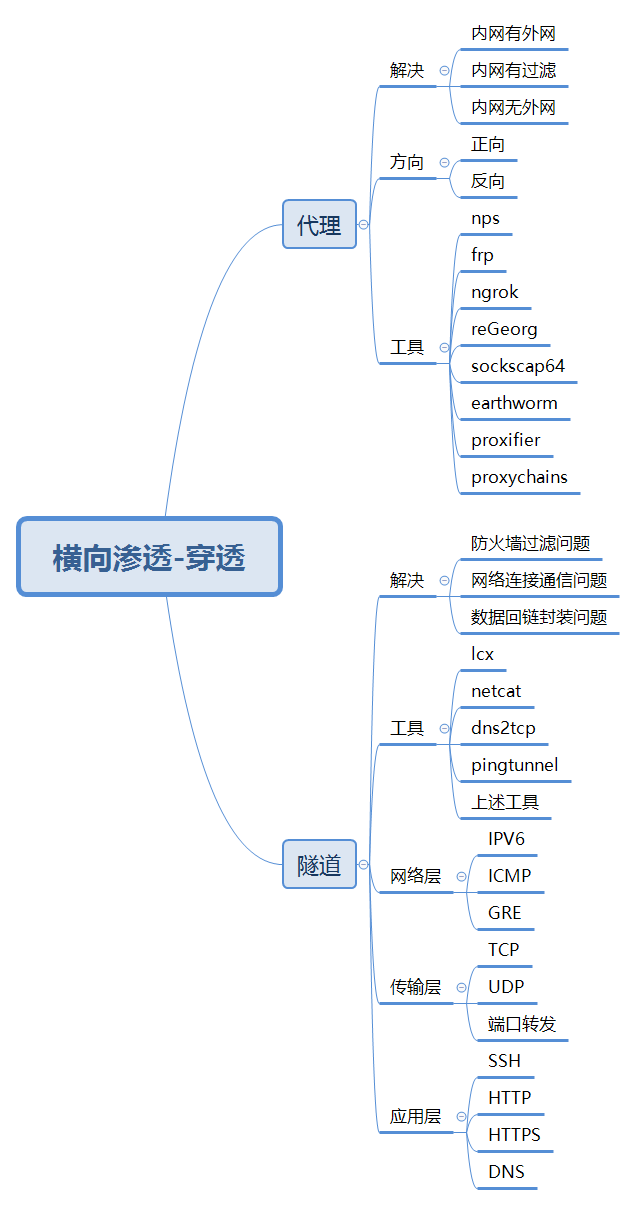 横向渗透-穿透
代理
解决
内网有外网
内网有过滤
内网无外网
方向
正向
反向
工具
nps
frp
ngrok
reGeorg
sockscap64
earthworm
proxifier
proxychains
隧道
解决
防火墙过滤问题
网络连接通信问题
数据回链封装问题
工具
lcx
netcat
dns2tcp
pingtunnel
上述工具
网络层
IPV6
ICMP
GRE
传输层
TCP
UDP
端口转发
应用层
SSH
HTTP
HTTPS
DNS